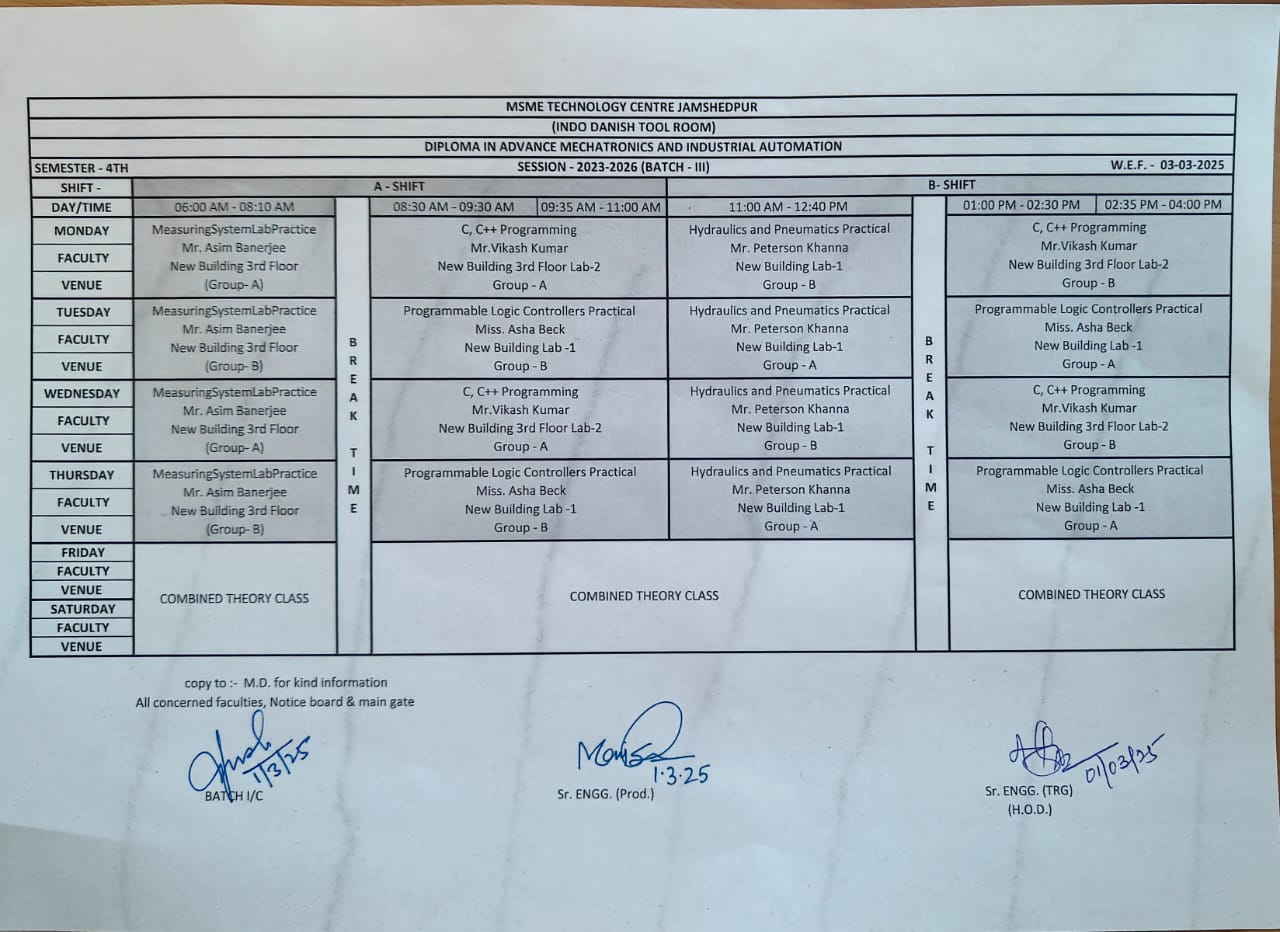 MSME TECHNOLOGY CENTRE JAMSHEDPUR
(INDO DANISH TOOL ROOM)
DIPLOMA IN ADVANCE MECHATRONICS AND INDUSTRIAL AUTOMATION
SEMESTER - 4TH SESSION - 2023-2026 (BATCH - III) W.E.F. - 03-03-2025
SHIFT - A - SHIFT B- SHIFT
DAY/TIME 06:00 AM - 08:10 AM 08:30 AM - 09:30 AM 09:35 AM - 11:00 AM 11:00 AM - 12:40 PM 01:00 PM - 02:30 PM 02:35 PM - 04:00 PM
BREAK TIME
BREAK TIME
MONDAY
FACULTY
VENUE
MeasuringSystemLabPractice
Mr. Asim Banerjee
New Building 3rd Floor
(Group- A)
C, C++ Programming
Mr.Vikash Kumar
New Building 3rd Floor Lab-2
Group - A
Hydraulics and Pneumatics Practical
Mr. Peterson Khanna
New Building Lab-1
Group - B
C, C++ Programming
Mr.Vikash Kumar
New Building 3rd Floor Lab-2
Group - B
TUESDAY
FACULTY
VENUE
MeasuringSystemLabPractice
Mr. Asim Banerjee
New Building 3rd Floor
(Group- B)
Programmable Logic Controllers Practical
Miss. Asha Beck
New Building Lab -1
Group - B
Hydraulics and Pneumatics Practical
Mr. Peterson Khanna
New Building Lab-1
Group - A
Programmable Logic Controllers Practical
Miss. Asha Beck
New Building Lab -1
Group - A
WEDNESDAY
FACULTY
VENUE
MeasuringSystemLabPractice
Mr. Asim Banerjee
New Building 3rd Floor
(Group- A)
C, C++ Programming
Mr.Vikash Kumar
New Building 3rd Floor Lab-2
Group - A
Hydraulics and Pneumatics Practical
Mr. Peterson Khanna
New Building Lab-1
Group - B
C, C++ Programming
Mr.Vikash Kumar
New Building 3rd Floor Lab-2
Group - B
THURSDAY
FACULTY
VENUE
MeasuringSystemLabPractice
Mr. Asim Banerjee
New Building 3rd Floor
(Group- B)
Programmable Logic Controllers Practical
Miss. Asha Beck
New Building Lab -1
Group - B
Hydraulics and Pneumatics Practical
Mr. Peterson Khanna
New Building Lab-1
Group - A
Programmable Logic Controllers Practical
Miss. Asha Beck
New Building Lab -1
Group - A
FRIDAY
FACULTY
VENUE
SATURDAY
FACULTY
VENUE
COMBINED THEORY CLASS
COMBINED THEORY CLASS
COMBINED THEORY CLASS
copy to :- M.D. for kind information
All concerned faculties, Notice board & main gate
1/3/25
BATCH I/C
1.3.25
Sr. ENGG. (Prod.)
01/03/25
Sr. ENGG. (TRG)
(H.O.D.)